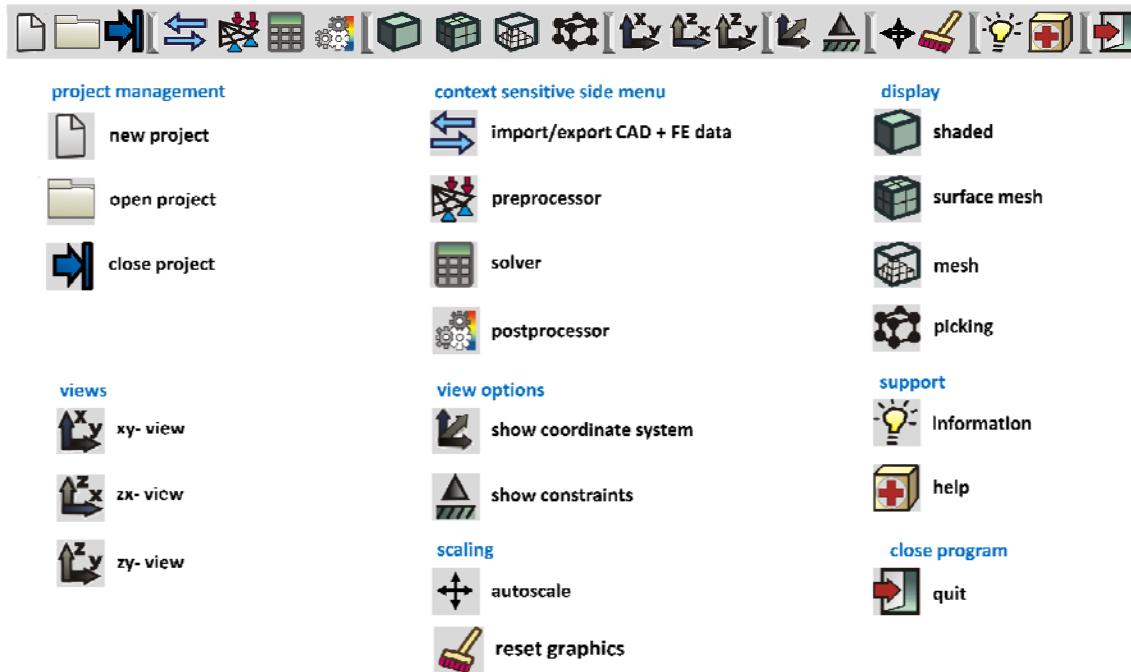 project management
new project
open project
close project
context sensitive side menu
import/export CAD + FE data
preprocessor
solver
postprocessor
display
shaded
surface mesh
mesh
picking
views
xy- view
zx- view
zy- view
view options
show coordinate system
show constraints
scaling
autoscale
reset graphics
support
Information
help
close program
quit